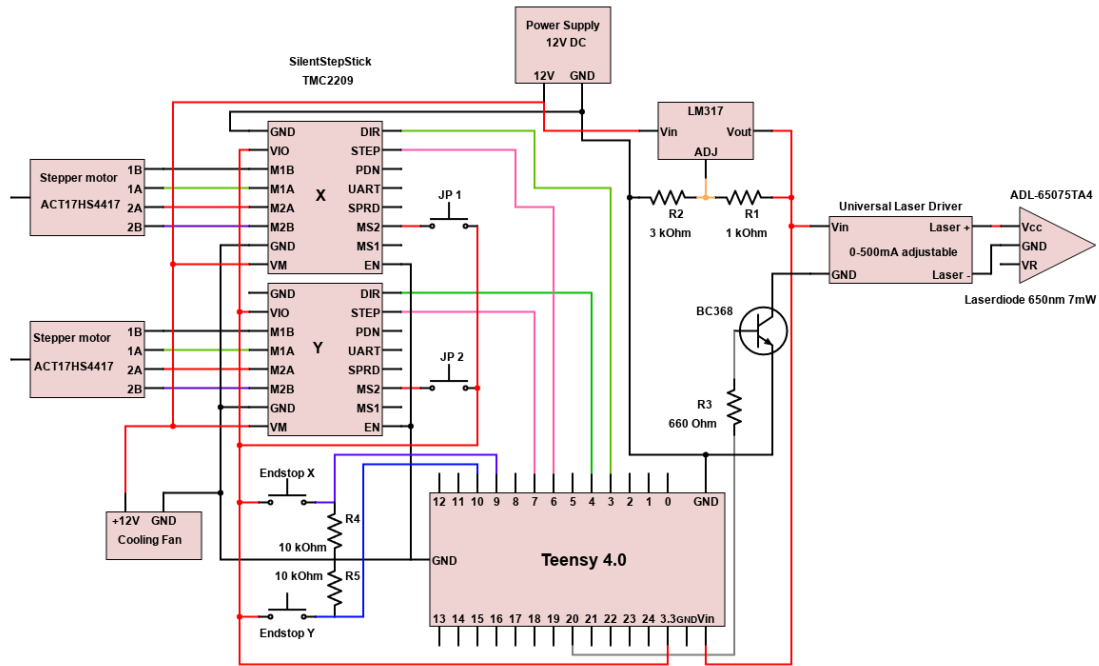 Power Supply
12V DC
12V GND
SilentStepStick
TMC2209
LM317
Vin Vout
ADJ
R2
3 kOhm
R1
1 kOhm
GND DIR
VIO STEP
M1B PDN
M1A UART
M2A SPRD
M2B MS2
GND MS1
VM EN
X
Stepper motor
ACT17HS4417
1B
1A
2A
2B
JP 1
ADL-65075TA4
Universal Laser Driver
Vin Laser +
0-500mA adjustable
GND Laser -
Vcc
GND
VR
Laserdiode 650nm 7mW
BC368
GND DIR
VIO STEP
M1B PDN
M1A UART
M2A SPRD
M2B MS2
GND MS1
VM EN
Y
Stepper motor
ACT17HS4417
1B
1A
2A
2B
JP 2
R3
660 Ohm
Endstop X
R4
10 kOhm
10 kOhm
R5
Endstop Y
+12V GND
Cooling Fan
12 11 10 9 8 7 6 5 4 3 2 1 0 GND
GND
Teensy 4.0
13 14 15 16 17 18 19 20 21 22 23 24 3.3 GND Vin